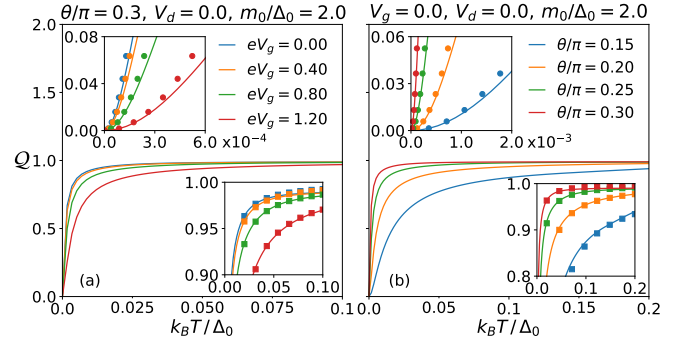 θ/π = 0.3, V_d = 0.0, m_0/Δ_0 = 2.0
V_g = 0.0, V_d = 0.0, m_0/Δ_0 = 2.0
2.0
1.5
1.0
0.5
0.0
𝒬
0.08
0.04
0.00
0.0 3.0 6.0 x10⁻⁴
eV_g = 0.00
eV_g = 0.40
eV_g = 0.80
eV_g = 1.20
1.00
0.95
0.90
0.00 0.05 0.10
(a)
0.0 0.025 0.05 0.075 0.1
k_BT/Δ_0
0.06
0.03
0.00
0.0 1.0 2.0 x10⁻³
θ/π = 0.15
θ/π = 0.20
θ/π = 0.25
θ/π = 0.30
1.0
0.9
0.8
0.0 0.1 0.2
(b)
0.00 0.05 0.10 0.15 0.2
k_BT/Δ_0